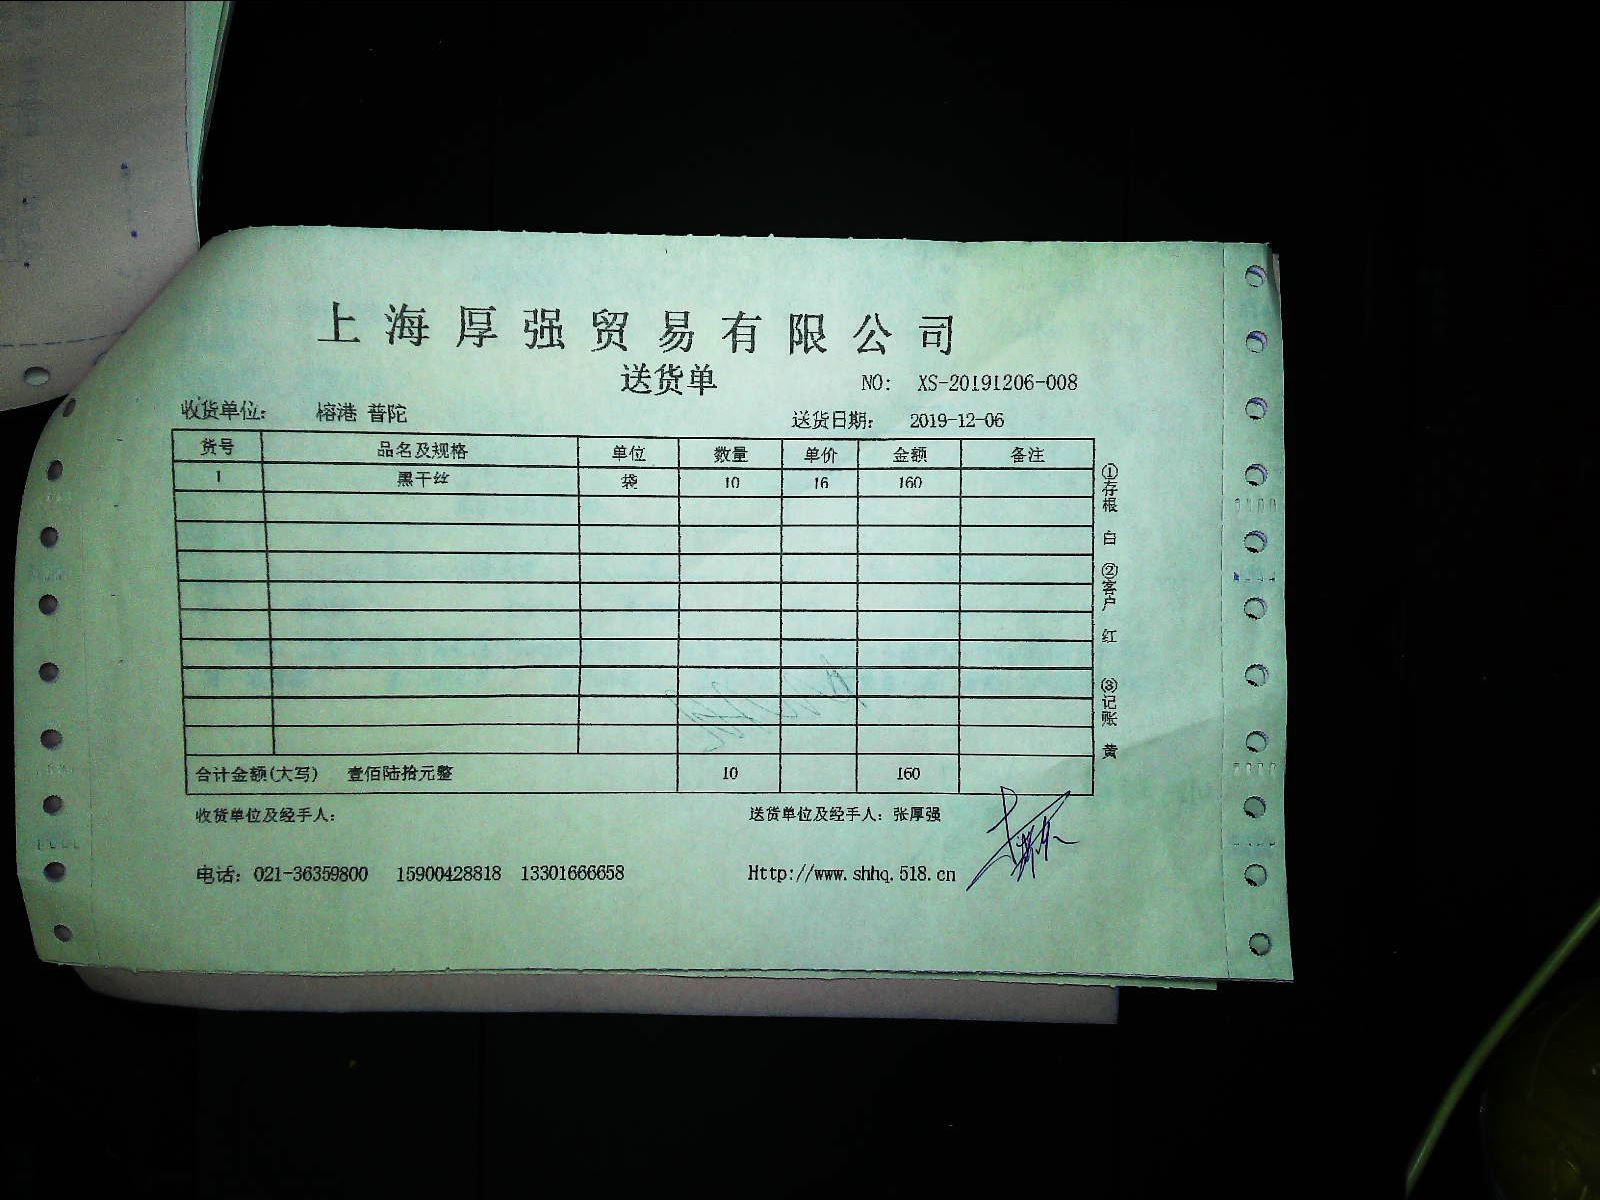 上海厚强贸易有限公司
送货单
NO: XS-20191206-008
收货单位: 榕港 普陀
送货日期: 2019-12-06
货号 品名及规格 单位 数量 单价 金额 备注
1 黑干丝 袋 10 16 160
合计金额(大写) 壹佰陆拾元整 10 160
收货单位及经手人:
送货单位及经手人: 张厚强
电话: 021-36359800 15900428818 13301666658
Http://www.shhq.518.cn
①存根 白 ②客户 红 ③记账 黄